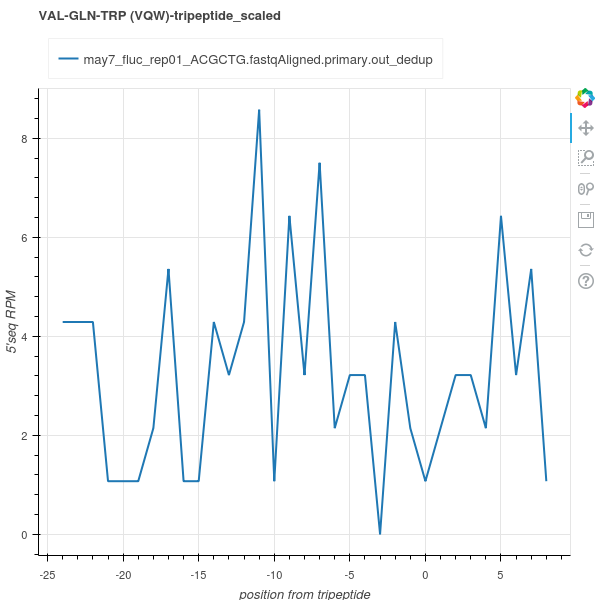 VAL-GLN-TRP (VQW)-tripeptide_scaled
may7_fluc_rep01_ACGCTG.fastqAligned.primary.out_dedup
8
6
4
2
0
5'seq RPM
-25 -20 -15 -10 -5 0 5
position from tripeptide